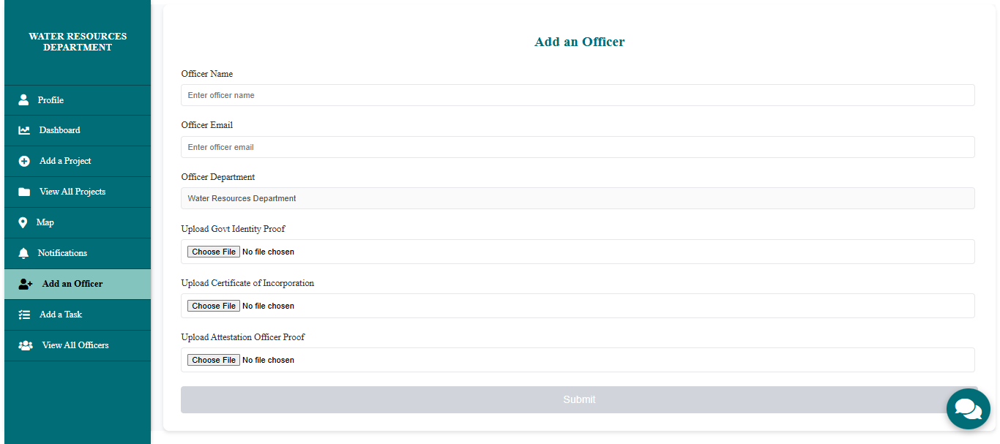 WATER RESOURCES
DEPARTMENT
Profile
Dashboard
Add a Project
View All Projects
Map
Notifications
Add an Officer
Add a Task
View All Officers
Add an Officer
Officer Name
Enter officer name
Officer Email
Enter officer email
Officer Department
Water Resources Department
Upload Govt Identity Proof
Choose File No file chosen
Upload Certificate of Incorporation
Choose File No file chosen
Upload Attestation Officer Proof
Choose File No file chosen
Submit